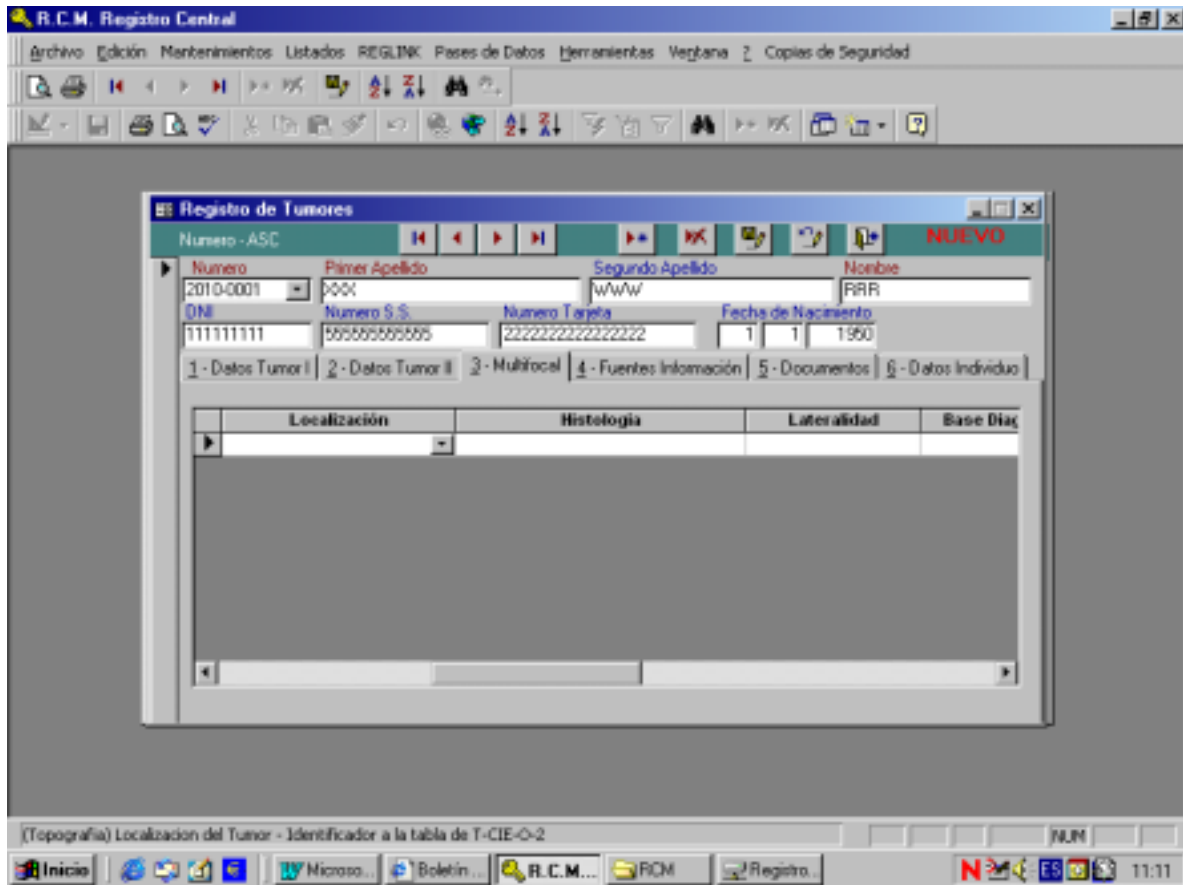 R.C.M. Registro Central
Archivo Edición Mantenimientos Listados REGLINK Pases de Datos Herramientas Ventana ? Copias de Seguridad
Registro de Tumores
Numero - ASC NUEVO
Numero Primer Apellido Segundo Apellido Nombre
2010-0001 XXX WWW RRR
DNI Numero S.S. Numero Tarjeta Fecha de Nacimiento
111111111 1 1 1950
1 - Datos Tumor I 2 - Datos Tumor II 3 - Multifocal 4 - Fuentes Información 5 - Documentos 6 - Datos Individuo
Localización Histologia Lateralidad Base Diag
(Topografia) Localizacion del Tumor - Identificador a la tabla de T-CIE-O-2 NUM
Inicio Microso... Boletín ... R.C.M... RCM Registro... ES 11:11